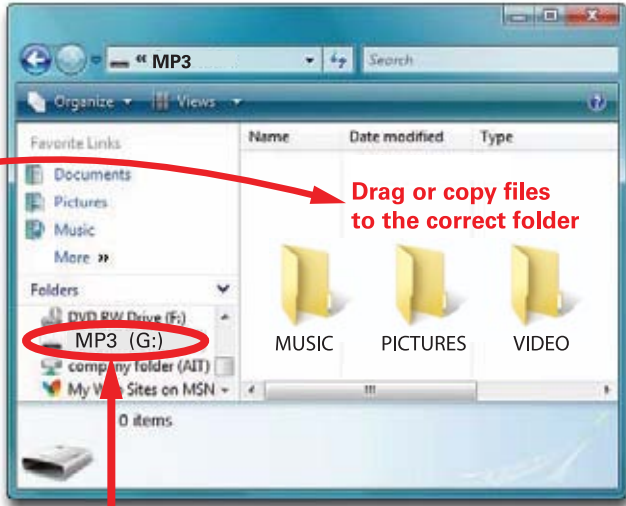 « MP3
Search
Organize Views
Favorite Links
Documents
Pictures
Music
More »
Folders
DVD RW Drive (F:)
MP3 (G:)
company folder (AIT)
My Web Sites on MSN
Name Date modified Type
Drag or copy files
to the correct folder
MUSIC PICTURES VIDEO
0 items